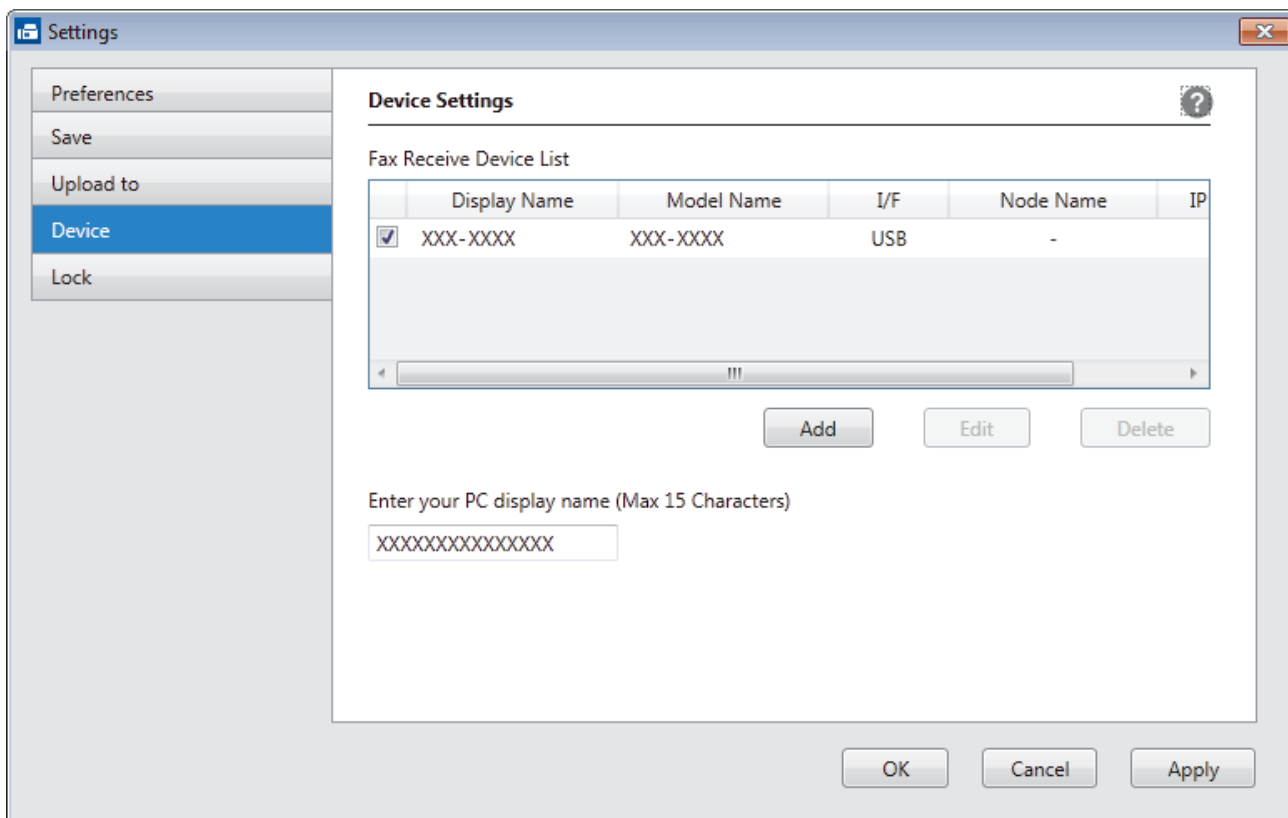 Settings
Preferences
Save
Upload to
Device
Lock
Device Settings
?
Fax Receive Device List
Display Name Model Name I/F Node Name IP
XXX-XXXX XXX-XXXX USB -
Add Edit Delete
Enter your PC display name (Max 15 Characters)
XXXXXXXXXXXXXXX
OK Cancel Apply